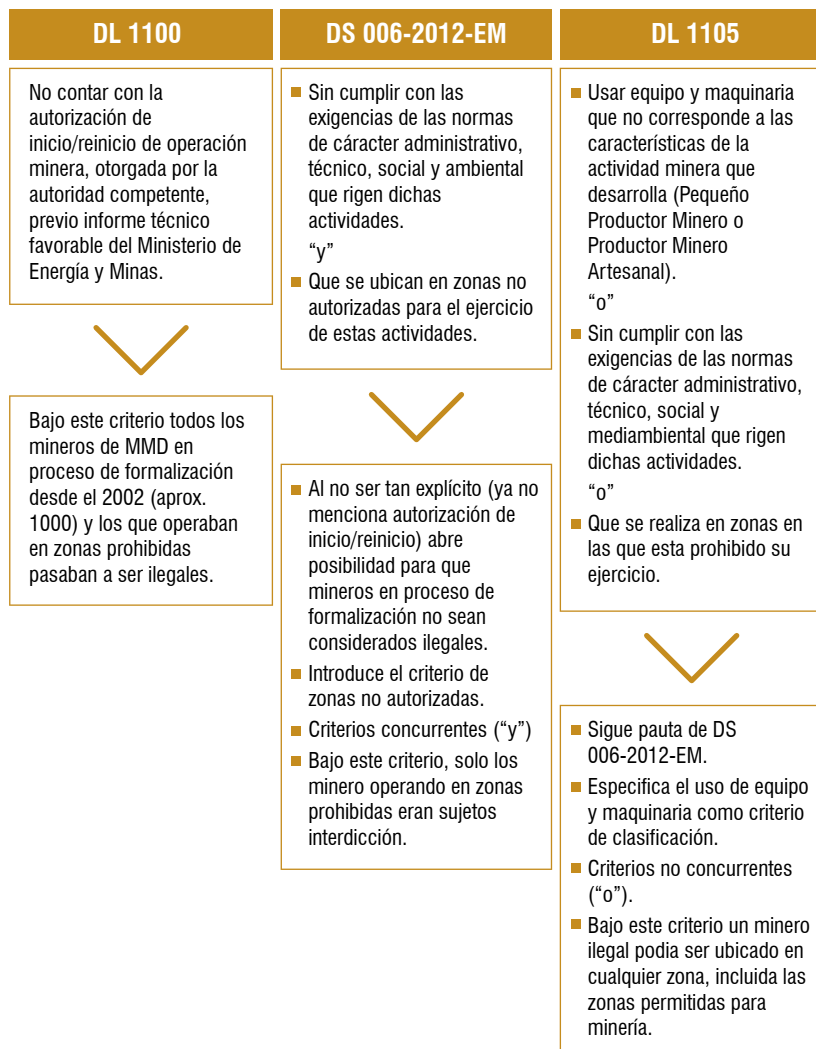 DL 1100
No contar con la
autorización de
inicio/reinicio de operación
minera, otorgada por la
autoridad competente,
previo informe técnico
favorable del Ministerio de
Energía y Minas.
Bajo este criterio todos los
mineros de MMD en
proceso de formalización
desde el 2002 (aprox.
1000) y los que operaban
en zonas prohibidas
pasaban a ser ilegales.
DS 006-2012-EM
Sin cumplir con las
exigencias de las normas
de cáracter administrativo,
técnico, social y ambiental
que rigen dichas
actividades.
“y”
Que se ubican en zonas no
autorizadas para el ejercicio
de estas actividades.
Al no ser tan explícito (ya no
menciona autorización de
inicio/reinicio) abre
posibilidad para que
mineros en proceso de
formalización no sean
considerados ilegales.
Introduce el criterio de
zonas no autorizadas.
Criterios concurrentes (“y”)
Bajo este criterio, solo los
minero operando en zonas
prohibidas eran sujetos
interdicción.
DL 1105
Usar equipo y maquinaria
que no corresponde a las
características de la
actividad minera que
desarrolla (Pequeño
Productor Minero o
Productor Minero
Artesanal).
“o”
Sin cumplir con las
exigencias de las normas
de cáracter administrativo,
técnico, social y
mediambiental que rigen
dichas actividades.
“o”
Que se realiza en zonas en
las que esta prohibido su
ejercicio.
Sigue pauta de DS
006-2012-EM.
Especifica el uso de equipo
y maquinaria como criterio
de clasificación.
Criterios no concurrentes
(“o”).
Bajo este criterio un minero
ilegal podia ser ubicado en
cualquier zona, incluida las
zonas permitidas para
minería.